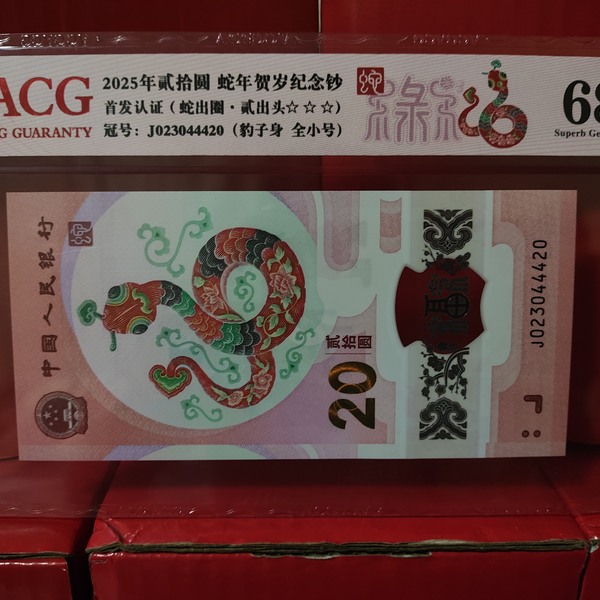 ACG
NG GUARANTY
2025年贰拾圆 蛇年贺岁纪念钞
首发认证（蛇出圈·贰出头☆☆☆）
冠号：J023044420（豹子身 全小号）
68
Superb Ge
中国人民银行
贰拾圆
20
J023044420